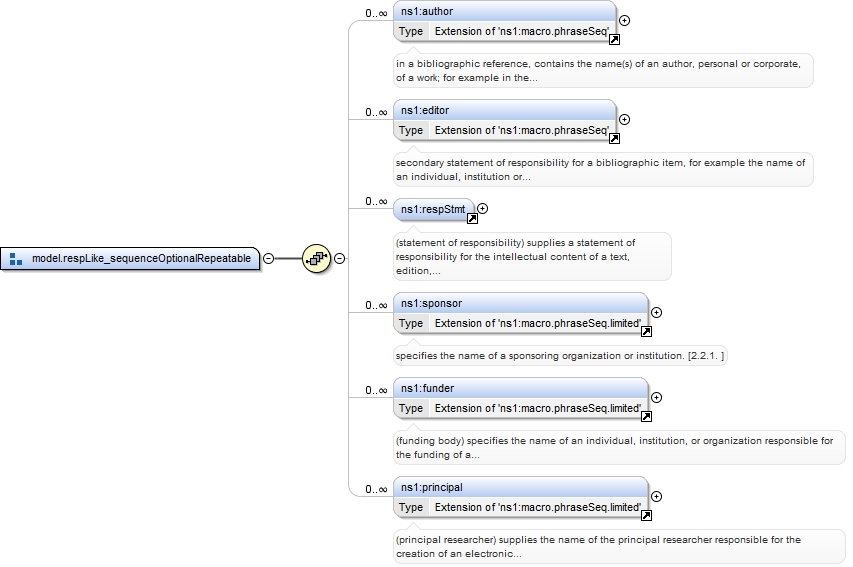 0..∞
ns1:author
Type Extension of 'ns1:macro.phraseSeq'
in a bibliographic reference, contains the name(s) of an author, personal or corporate,
of a work; for example in the...
0..∞
ns1:editor
Type Extension of 'ns1:macro.phraseSeq'
secondary statement of responsibility for a bibliographic item, for example the name of
an individual, institution or...
0..∞
ns1:respStmt
(statement of responsibility) supplies a statement of
responsibility for the intellectual content of a text,
edition,...
model.respLike_sequenceOptionalRepeatable
0..∞
ns1:sponsor
Type Extension of 'ns1:macro.phraseSeq.limited'
specifies the name of a sponsoring organization or institution. [2.2.1. ]
0..∞
ns1:funder
Type Extension of 'ns1:macro.phraseSeq.limited'
(funding body) specifies the name of an individual, institution, or organization responsible for
the funding of a...
0..∞
ns1:principal
Type Extension of 'ns1:macro.phraseSeq.limited'
(principal researcher) supplies the name of the principal researcher responsible for the
creation of an electronic...